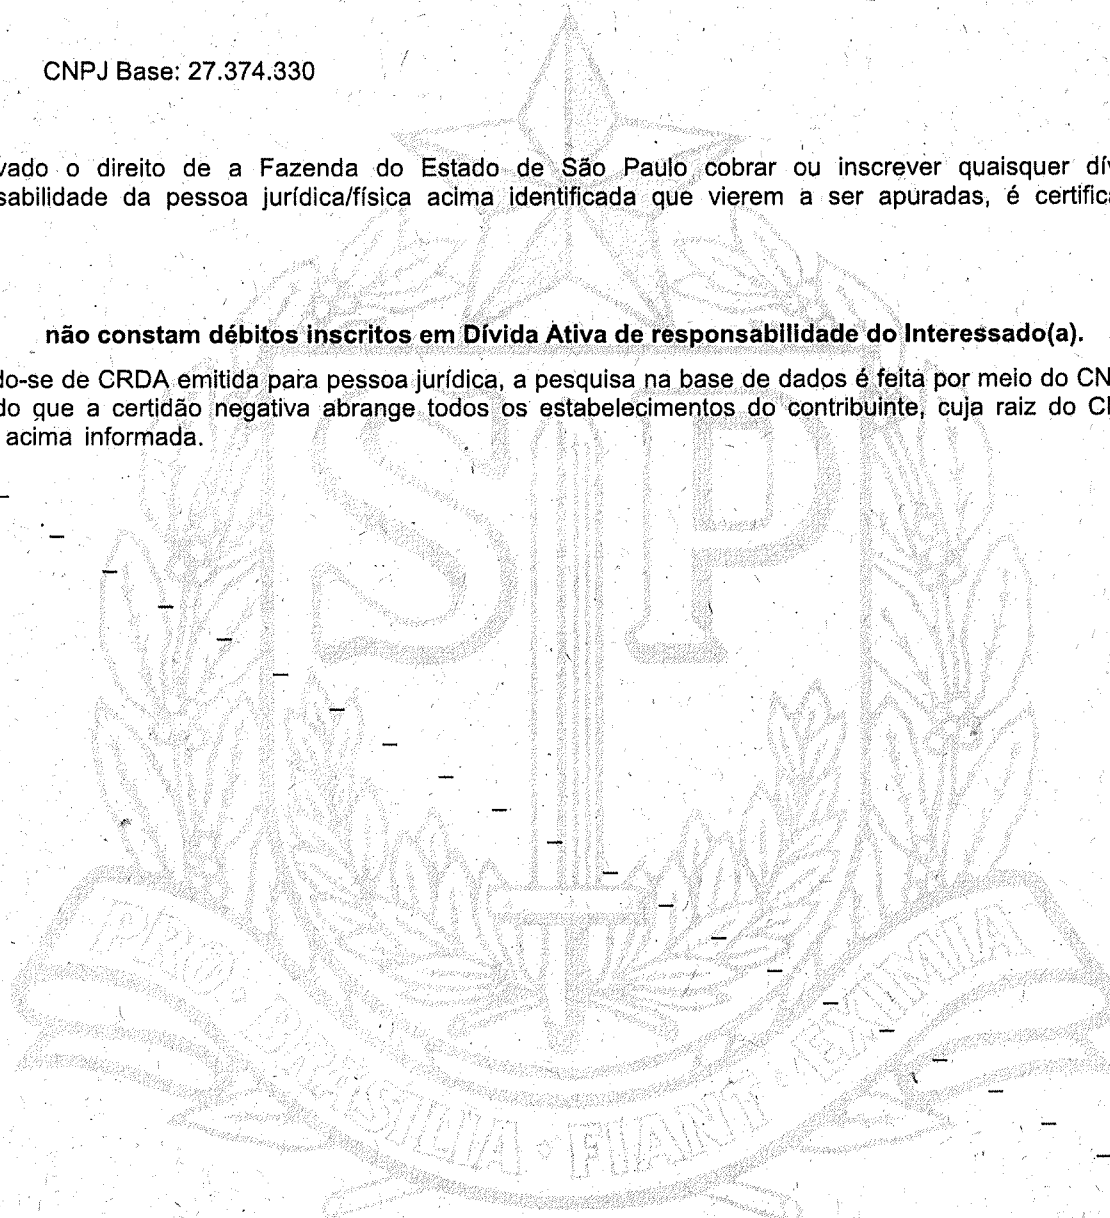 CNPJ Base: 27.374.330
vado o direito de a Fazenda do Estado de São Paulo cobrar ou inscrever quaisquer dív
sabilidade da pessoa jurídica/física acima identificada que vierem a ser apuradas, é certifica
não constam débitos inscritos em Dívida Ativa de responsabilidade do Interessado(a).
do-se de CRDA emitida para pessoa jurídica, a pesquisa na base de dados é feita por meio do CN
do que a certidão negativa abrange todos os estabelecimentos do contribuinte, cuja raiz do C
acima informada.
SP
PRO · BRASILIA · FIANT · EXIMIA